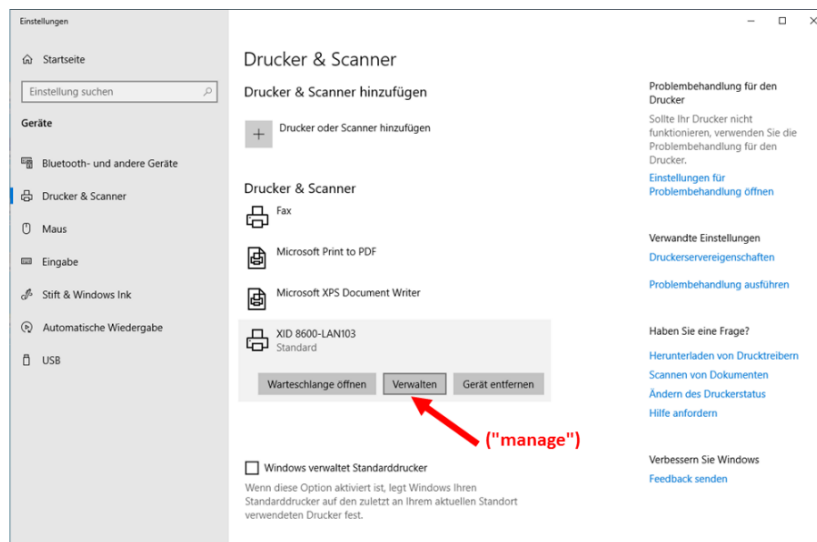 Einstellungen
Startseite
Einstellung suchen
Geräte
Bluetooth- und andere Geräte
Drucker & Scanner
Maus
Eingabe
Stift & Windows Ink
Automatische Wiedergabe
USB
Drucker & Scanner
Drucker & Scanner hinzufügen
Drucker oder Scanner hinzufügen
Drucker & Scanner
Fax
Microsoft Print to PDF
Microsoft XPS Document Writer
XID 8600-LAN103
Standard
Warteschlange öffnen Verwalten Gerät entfernen
("manage")
Windows verwaltet Standarddrucker
Wenn diese Option aktiviert ist, legt Windows Ihren
Standarddrucker auf den zuletzt an Ihrem aktuellen Standort
verwendeten Drucker fest.
Problembehandlung für den
Drucker
Sollte Ihr Drucker nicht
funktionieren, verwenden Sie die
Problembehandlung für den
Drucker.
Einstellungen für
Problembehandlung öffnen
Verwandte Einstellungen
Druckerservereigenschaften
Problembehandlung ausführen
Haben Sie eine Frage?
Herunterladen von Drucktreibern
Scannen von Dokumenten
Ändern des Druckerstatus
Hilfe anfordern
Verbessern Sie Windows
Feedback senden